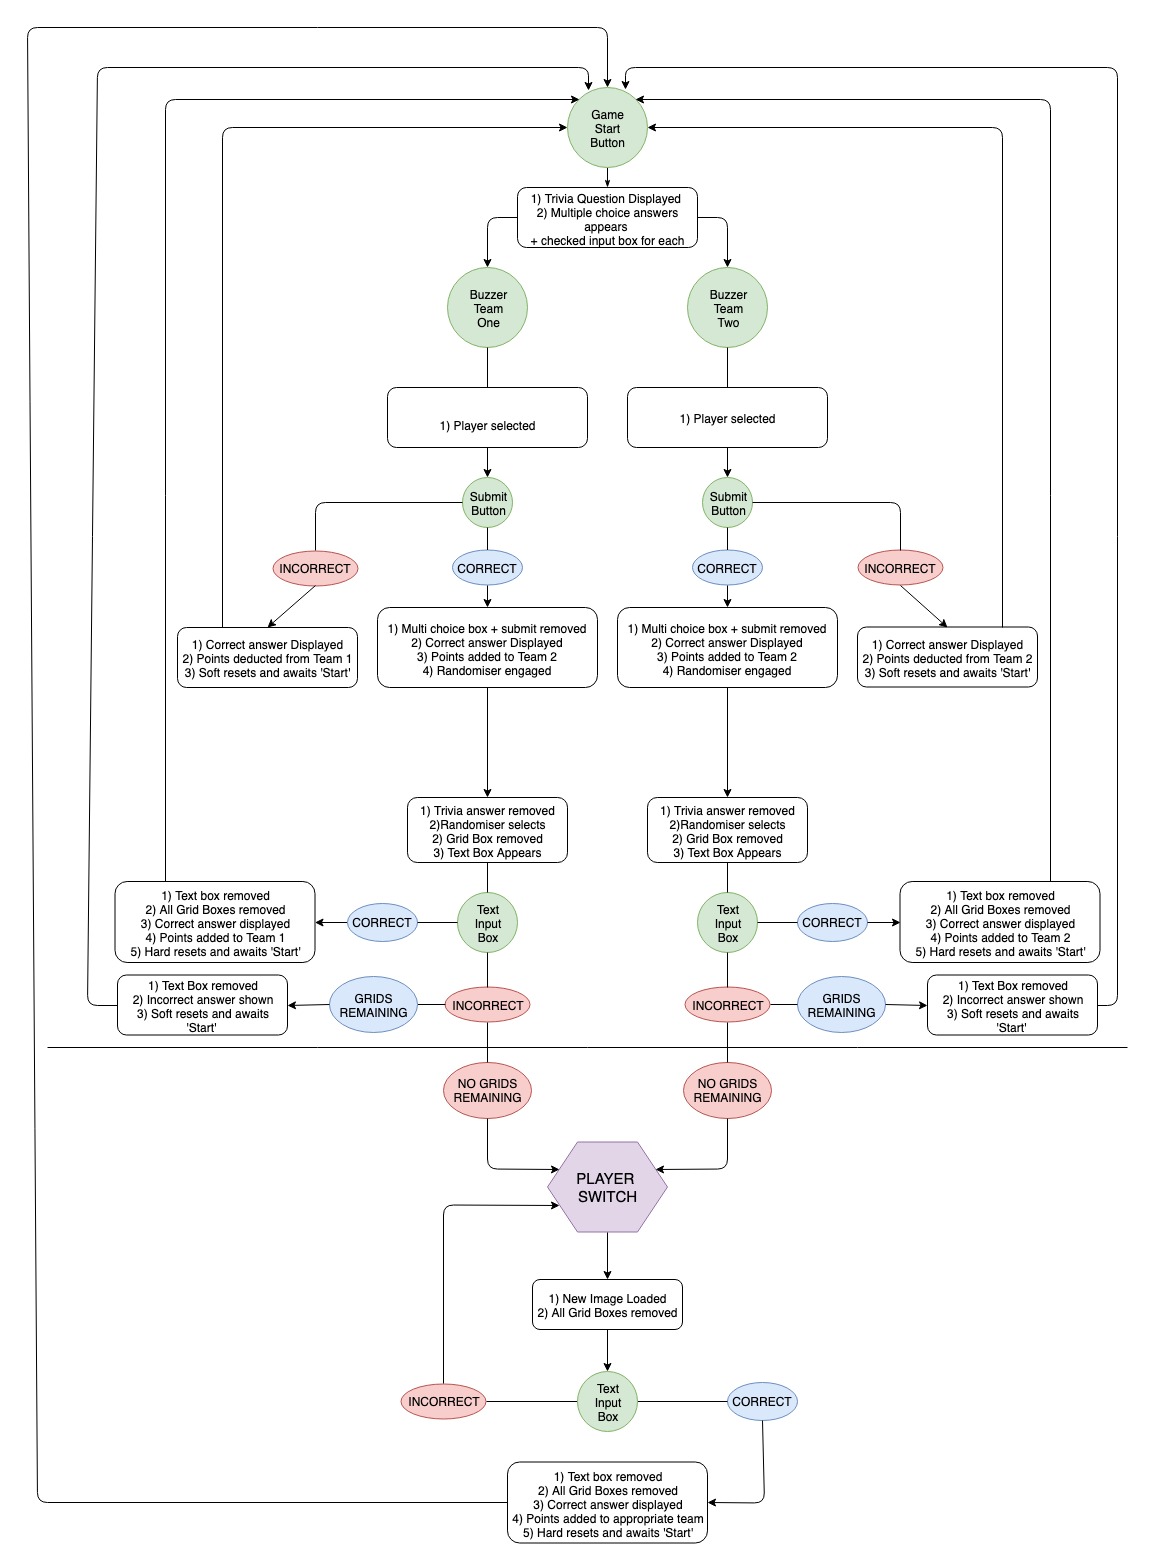 Game
Start
Button
1) Trivia Question Displayed
2) Multiple choice answers
appears
+ checked input box for each
Buzzer
Team
One
Buzzer
Team
Two
1) Player selected
1) Player selected
Submit
Button
Submit
Button
INCORRECT
CORRECT
CORRECT
INCORRECT
1) Correct answer Displayed
2) Points deducted from Team 1
3) Soft resets and awaits 'Start'
1) Multi choice box + submit removed
2) Correct answer Displayed
3) Points added to Team 2
4) Randomiser engaged
1) Multi choice box + submit removed
2) Correct answer Displayed
3) Points added to Team 2
4) Randomiser engaged
1) Correct answer Displayed
2) Points deducted from Team 2
3) Soft resets and awaits 'Start'
1) Trivia answer removed
2)Randomiser selects
2) Grid Box removed
3) Text Box Appears
1) Trivia answer removed
2)Randomiser selects
2) Grid Box removed
3) Text Box Appears
1) Text box removed
2) All Grid Boxes removed
3) Correct answer displayed
4) Points added to Team 1
5) Hard resets and awaits 'Start'
CORRECT
Text
Input
Box
Text
Input
Box
CORRECT
1) Text box removed
2) All Grid Boxes removed
3) Correct answer displayed
4) Points added to Team 2
5) Hard resets and awaits 'Start'
1) Text Box removed
2) Incorrect answer shown
3) Soft resets and awaits
'Start'
GRIDS
REMAINING
INCORRECT
INCORRECT
GRIDS
REMAINING
1) Text Box removed
2) Incorrect answer shown
3) Soft resets and awaits
'Start'
NO GRIDS
REMAINING
NO GRIDS
REMAINING
PLAYER
SWITCH
1) New Image Loaded
2) All Grid Boxes removed
INCORRECT
Text
Input
Box
CORRECT
1) Text box removed
2) All Grid Boxes removed
3) Correct answer displayed
4) Points added to appropriate team
5) Hard resets and awaits 'Start'